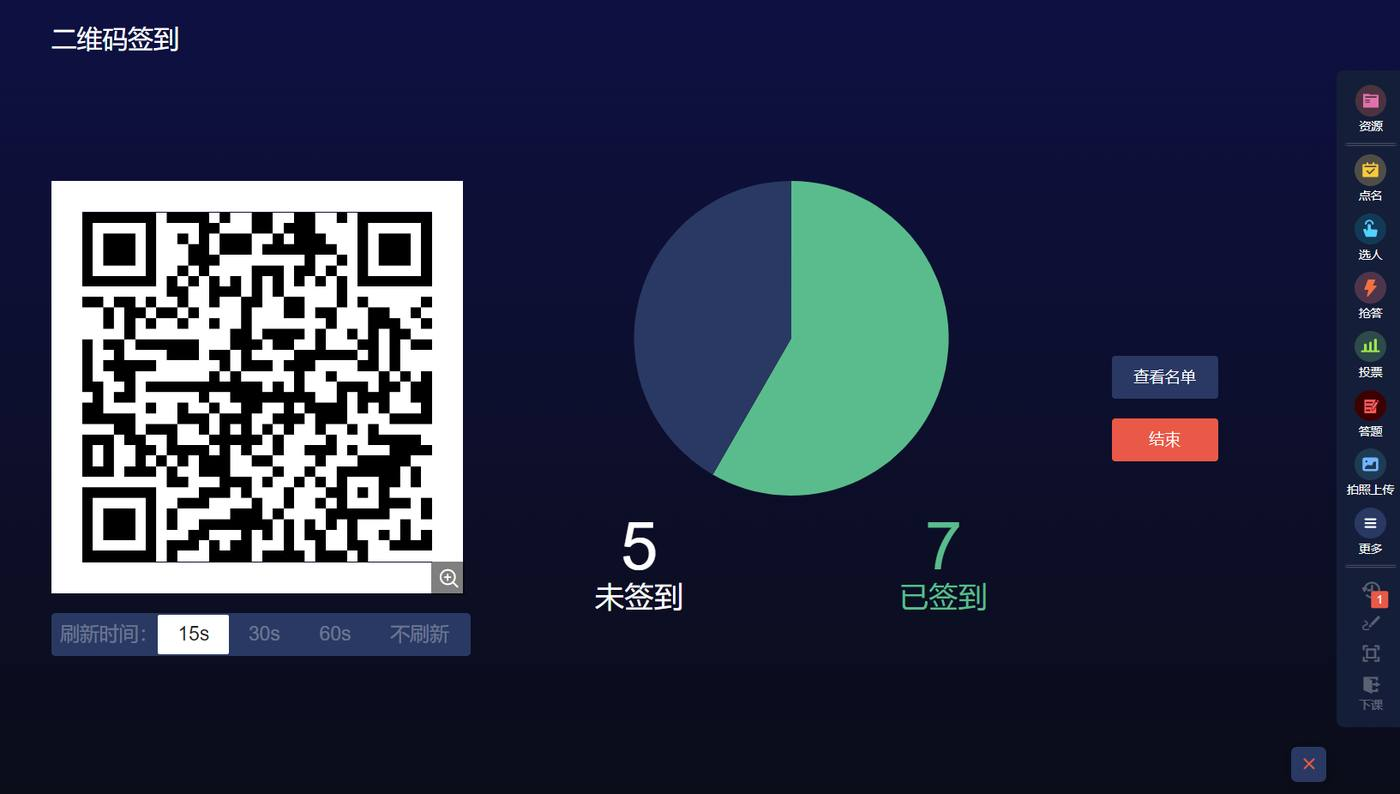 二维码签到
资源
点名
选人
抢答
投票
答题
拍照上传
更多
1
下课
查看名单
结束
5
未签到
7
已签到
刷新时间: 15s 30s 60s 不刷新